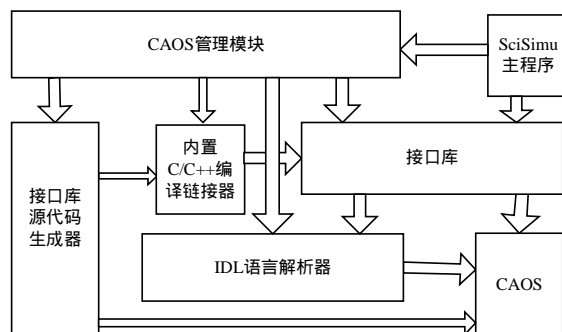 CAOS管理模块
SciSimu
主程序
内置
C/C++编
译链接器
接口库
接口库
源代码
生成器
IDL语言解析器
CAOS